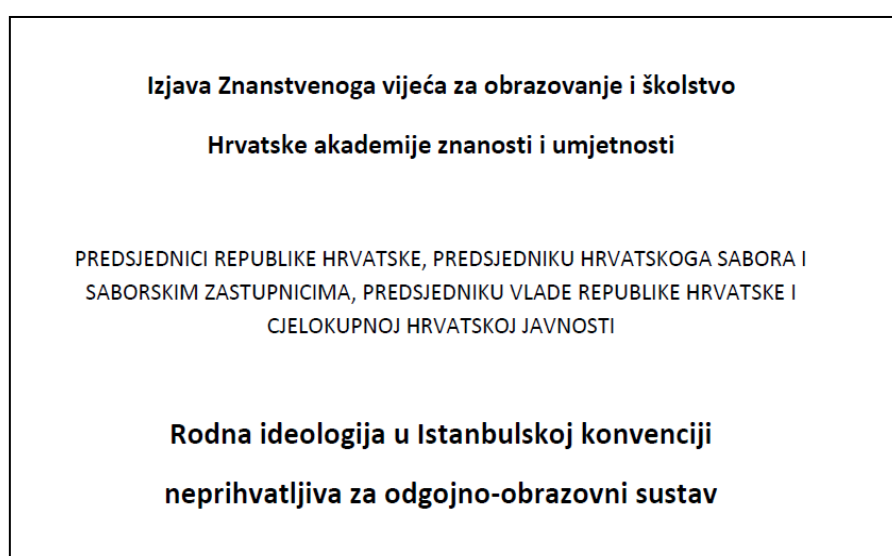 Izjava Znanstvenoga vijeća za obrazovanje i školstvo
Hrvatske akademije znanosti i umjetnosti
PREDSJEDNICI REPUBLIKE HRVATSKE, PREDSJEDNIKU HRVATSKOGA SABORA I
SABORSKIM ZASTUPNICIMA, PREDSJEDNIKU VLADE REPUBLIKE HRVATSKE I
CJELOKUPNOJ HRVATSKOJ JAVNOSTI
Rodna ideologija u Istanbulskoj konvenciji
neprihvatljiva za odgojno-obrazovni sustav